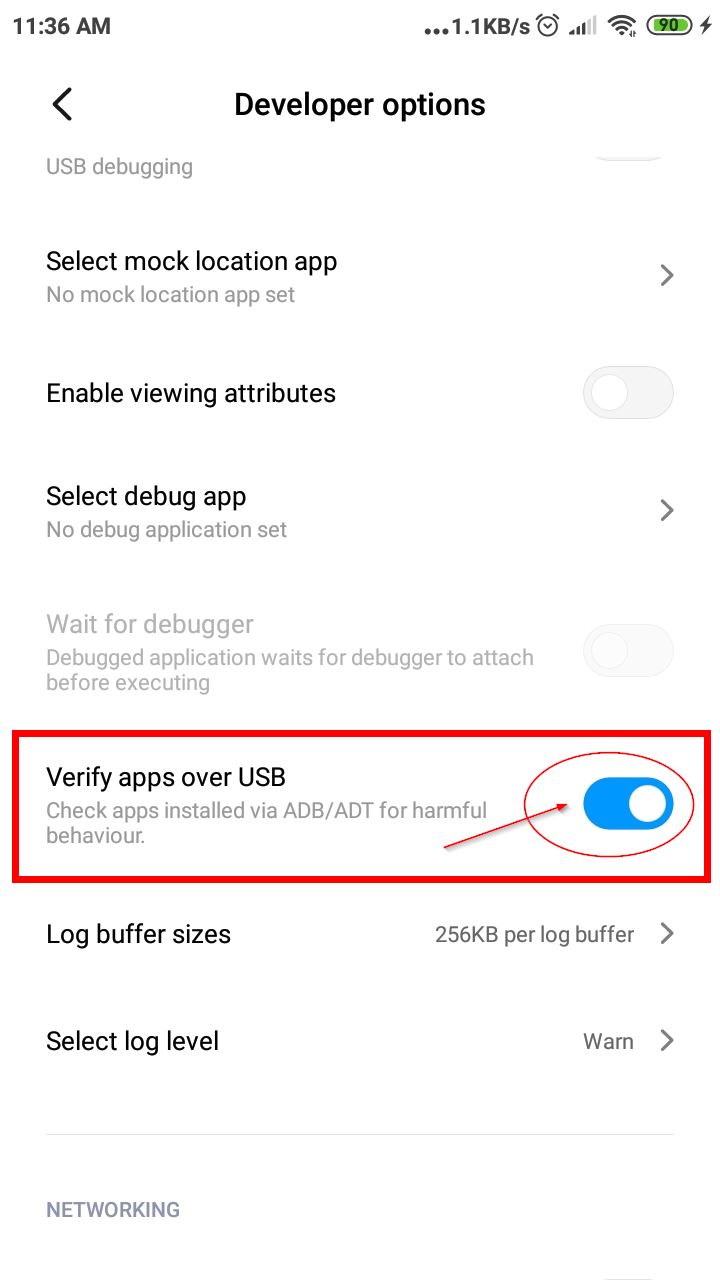 11:36 AM
...1.1KB/s
90
Developer options
USB debugging
Select mock location app
No mock location app set
Enable viewing attributes
Select debug app
No debug application set
Wait for debugger
Debugged application waits for debugger to attach
before executing
Verify apps over USB
Check apps installed via ADB/ADT for harmful
behaviour.
Log buffer sizes
256KB per log buffer
Select log level
Warn
NETWORKING